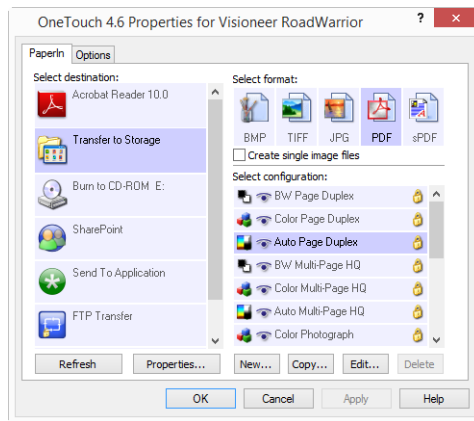 OneTouch 4.6 Properties for Visioneer RoadWarrior
? ×
PaperIn Options
Select destination:
Acrobat Reader 10.0
Transfer to Storage
Burn to CD-ROM E:
SharePoint
Send To Application
FTP Transfer
Refresh Properties...
Select format:
BMP TIFF JPG PDF sPDF
Create single image files
Select configuration:
BW Page Duplex
Color Page Duplex
Auto Page Duplex
BW Multi-Page HQ
Color Multi-Page HQ
Auto Multi-Page HQ
Color Photograph
New... Copy... Edit... Delete
OK Cancel Apply Help